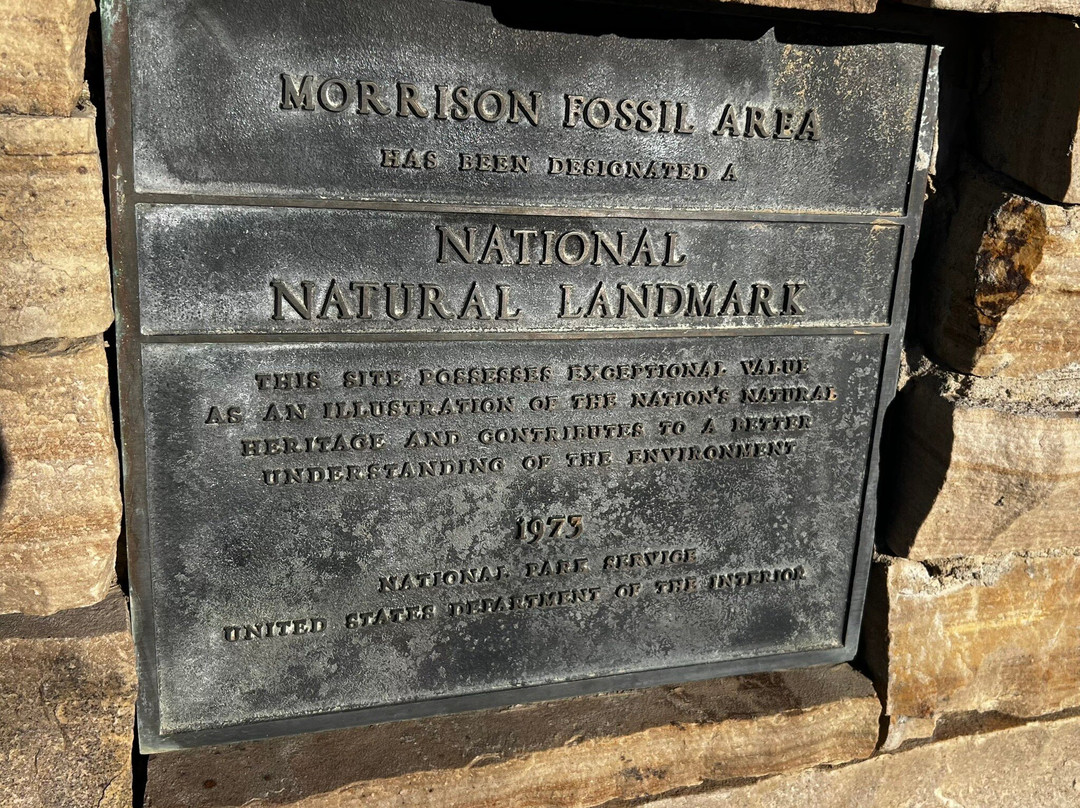 MORRISON FOSSIL AREA
HAS BEEN DESIGNATED A
NATIONAL
NATURAL LANDMARK
THIS SITE POSSESSES EXCEPTIONAL VALUE
AS AN ILLUSTRATION OF THE NATION'S NATURAL
HERITAGE AND CONTRIBUTES TO A BETTER
UNDERSTANDING OF THE ENVIRONMENT
1973
NATIONAL PARK SERVICE
UNITED STATES DEPARTMENT OF THE INTERIOR